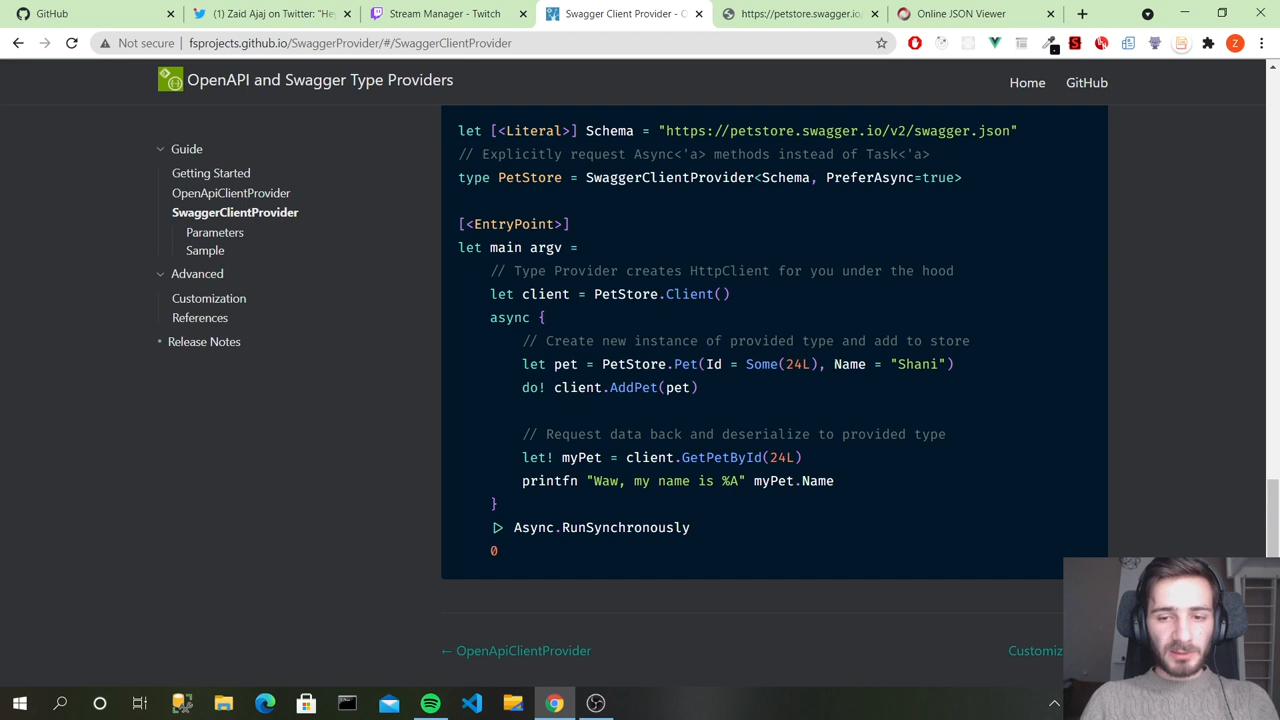 GitHub
(1) Zaid Ajaj on Twitter: "He
Stream Manager - Twitch
Swagger Client Provider - O
https://petstore.swagger.io
Online JSON Viewer
Not secure
fsprojects.github.io/SwaggerProvider/#/SwaggerClientProvider
Z
OpenAPI and Swagger Type Providers
Home
GitHub
Guide
Getting Started
OpenApiClientProvider
SwaggerClientProvider
Parameters
Sample
Advanced
Customization
References
Release Notes
let [<Literal>] Schema = "https://petstore.swagger.io/v2/swagger.json"
// Explicitly request Async<'a> methods instead of Task<'a>
type PetStore = SwaggerClientProvider<Schema, PreferAsync=true>
[<EntryPoint>]
let main argv =
// Type Provider creates HttpClient for you under the hood
let client = PetStore.Client()
async {
// Create new instance of provided type and add to store
let pet = PetStore.Pet(Id = Some(24L), Name = "Shani")
do! client.AddPet(pet)
// Request data back and deserialize to provided type
let! myPet = client.GetPetById(24L)
printfn "Waw, my name is %A" myPet.Name
}
▷ Async.RunSynchronously
0
← OpenApiClientProvider
Customiz